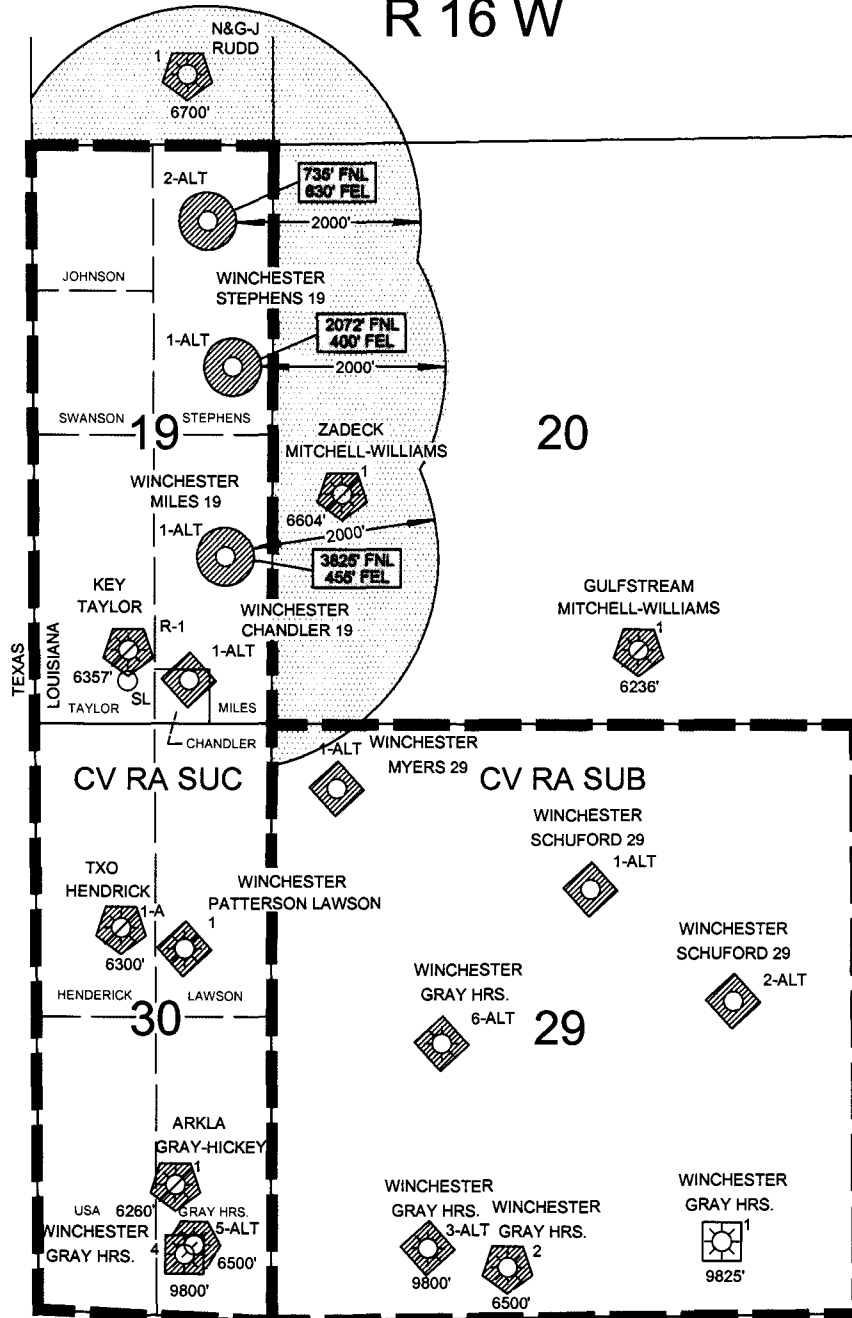 R 16 W
N&G-J
RUDD
1
6700'
2-ALT
735' FNL
630' FEL
2000'
JOHNSON
WINCHESTER
STEPHENS 19
2072' FNL
400' FEL
1-ALT
2000'
SWANSON
STEPHENS
19
20
ZADECK
MITCHELL-WILLIAMS
1
6604'
WINCHESTER
MILES 19
1-ALT
2000'
3825' FNL
455' FEL
KEY
TAYLOR
R-1
6357'
SL
WINCHESTER
CHANDLER 19
1-ALT
GULFSTREAM
MITCHELL-WILLIAMS
1
6236'
TEXAS
LOUISIANA
TAYLOR
MILES
CHANDLER
CV RA SUC
1-ALT
WINCHESTER
MYERS 29
CV RA SUB
WINCHESTER
SCHUFORD 29
1-ALT
TXO
HENDRICK
1-A
6300'
WINCHESTER
PATTERSON LAWSON
1
WINCHESTER
SCHUFORD 29
2-ALT
WINCHESTER
GRAY HRS.
6-ALT
HENDERICK
LAWSON
30
29
ARKLA
GRAY-HICKEY
1
6260'
USA
GRAY HRS.
5-ALT
6500'
WINCHESTER
GRAY HRS.
4
9800'
WINCHESTER
GRAY HRS.
3-ALT
9800'
WINCHESTER
GRAY HRS.
2
6500'
WINCHESTER
GRAY HRS.
1
9825'